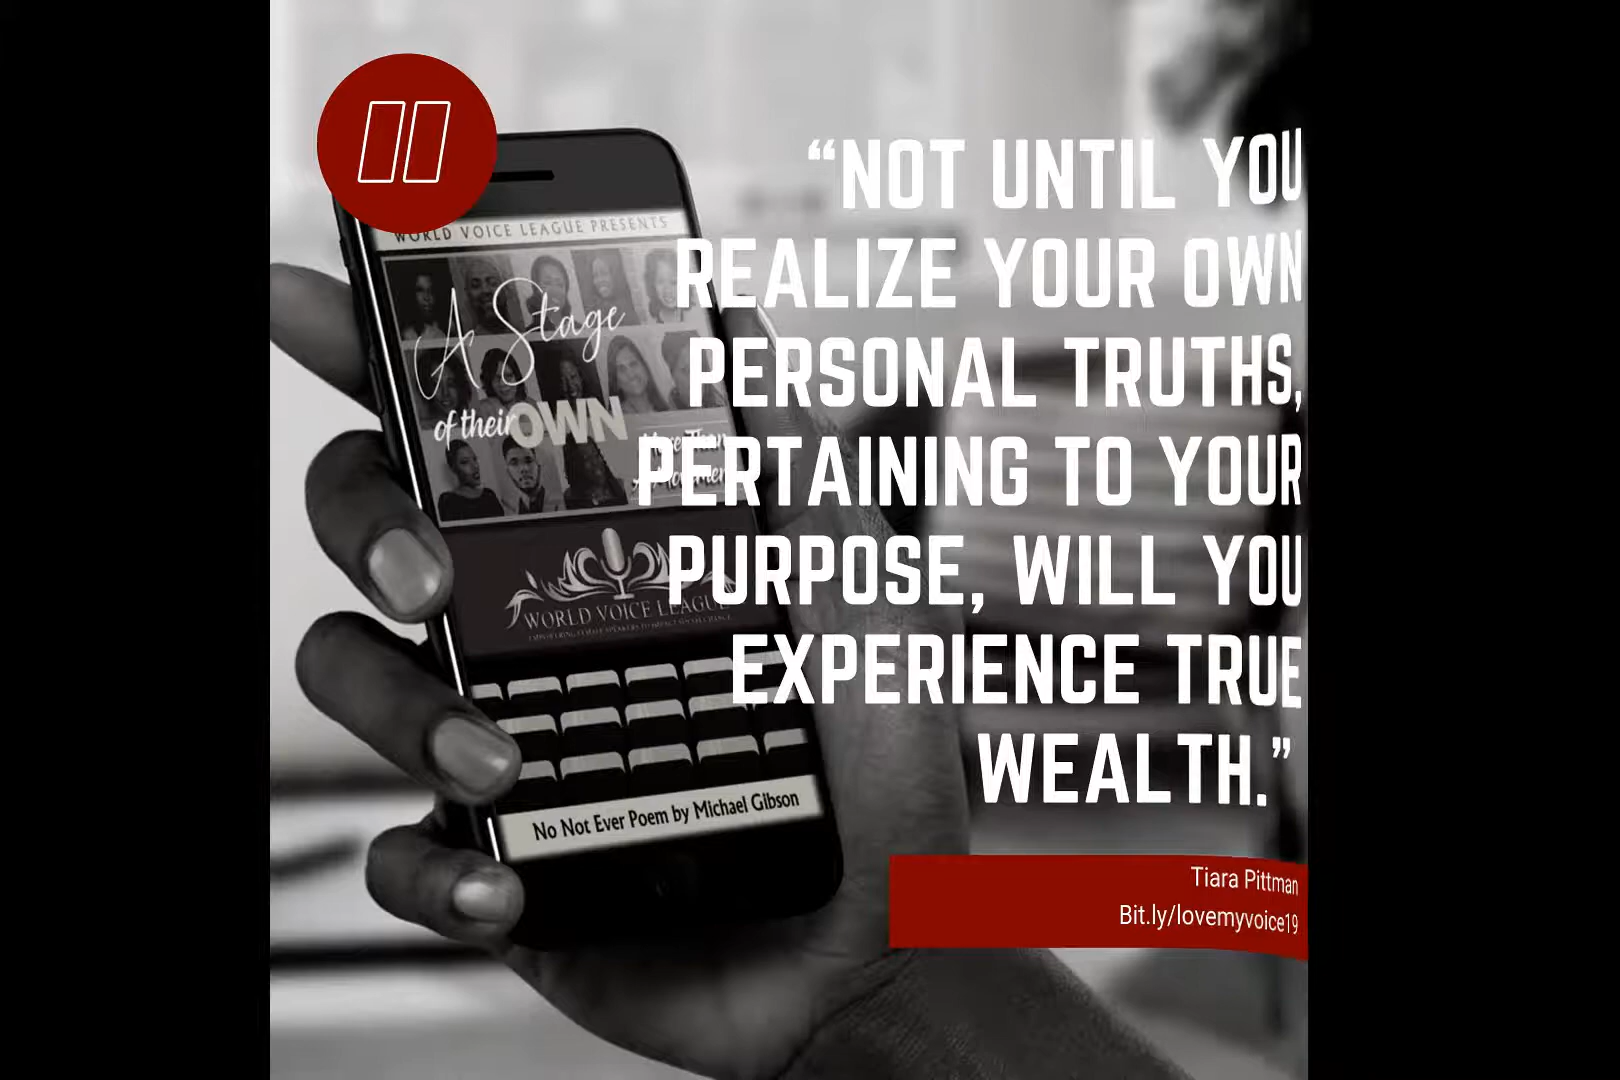 WORLD VOICE LEAGUE PRESENTS
A Stage
of their OWN
More Than
WORLD VOICE LEAGUE
No Not Ever Poem by Michael Gibson
“NOT UNTIL YOU
REALIZE YOUR OWN
PERSONAL TRUTHS,
PERTAINING TO YOUR
PURPOSE, WILL YOU
EXPERIENCE TRUE
WEALTH.”
Tiara Pittman
Bit.ly/lovemyvoice19